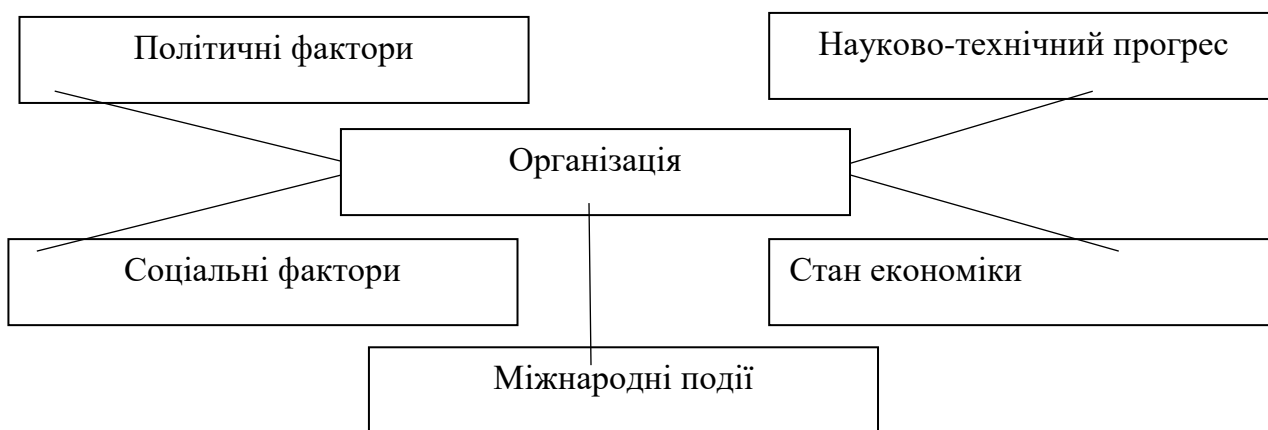 Політичні фактори
Науково-технічний прогрес
Організація
Соціальні фактори
Стан економіки
Міжнародні події